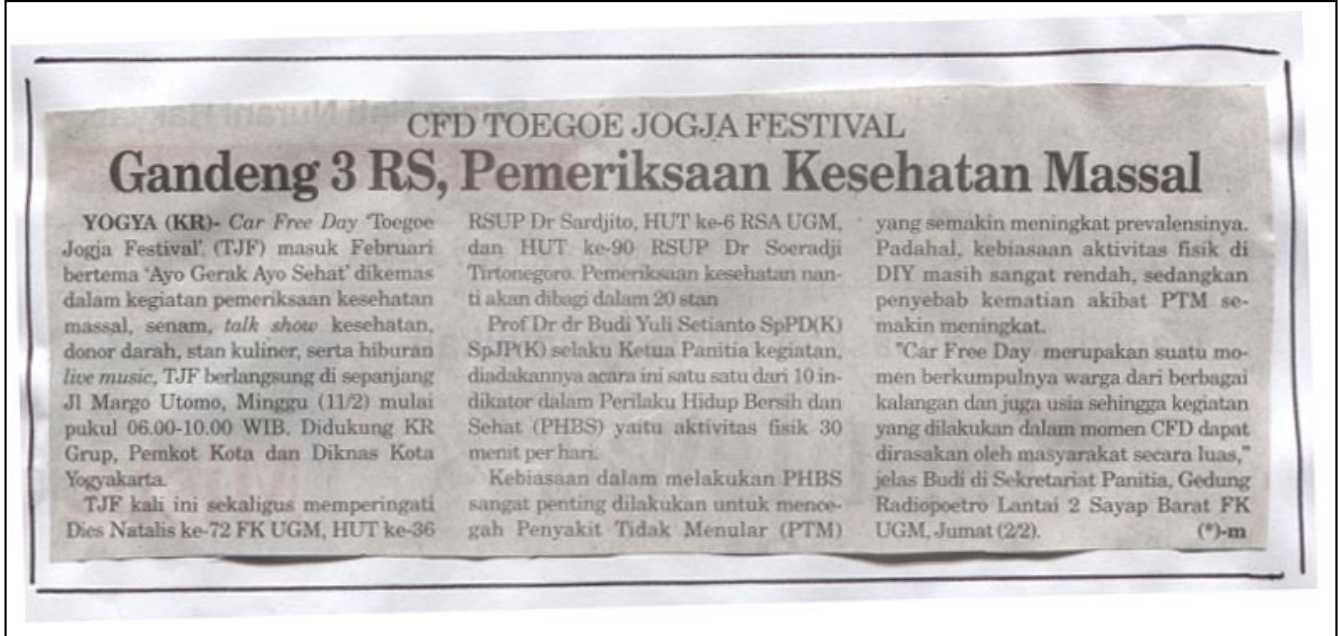 CFD TOEGOE JOGJA FESTIVAL
Gandeng 3 RS, Pemeriksaan Kesehatan Massal
YOGYA (KR)- Car Free Day 'Toegoe
Jogja Festival', (TJF) masuk Februari
bertema 'Ayo Gerak Ayo Sehat' dikemas
dalam kegiatan pemeriksaan kesehatan
massal, senam, talk show kesehatan,
donor darah, stan kuliner, serta hiburan
live music, TJF berlangsung di sepanjang
Jl Margo Utomo, Minggu (11/2) mulai
pukul 06.00-10.00 WIB. Didukung KR
Grup, Pemkot Kota dan Diknas Kota
Yogyakarta.
TJF kali ini sekaligus memperingati
Dies Natalis ke-72 FK UGM, HUT ke-36
RSUP Dr Sardjito, HUT ke-6 RSA UGM,
dan HUT ke-90 RSUP Dr Soeradji
Tirtonegoro. Pemeriksaan kesehatan nan-
ti akan dibagi dalam 20 stan
Prof Dr dr Budi Yuli Setianto SpPD(K)
SpJP(K) selaku Ketua Panitia kegiatan,
diadakannya acara ini satu satu dari 10 in-
dikator dalam Perilaku Hidup Bersih dan
Sehat (PHBS) yaitu aktivitas fisik 30
menit per hari.
Kebiasaan dalam melakukan PHBS
sangat penting dilakukan untuk mence-
gah Penyakit Tidak Menular (PTM)
yang semakin meningkat prevalensinya.
Padahal, kebiasaan aktivitas fisik di
DIY masih sangat rendah, sedangkan
penyebab kematian akibat PTM se-
makin meningkat.
"Car Free Day merupakan suatu mo-
men berkumpulnya warga dari berbagai
kalangan dan juga usia sehingga kegiatan
yang dilakukan dalam momen CFD dapat
dirasakan oleh masyarakat secara luas,"
jelas Budi di Sekretariat Panitia, Gedung
Radiopoetro Lantai 2 Sayap Barat FK
UGM, Jumat (2/2). (*)-m